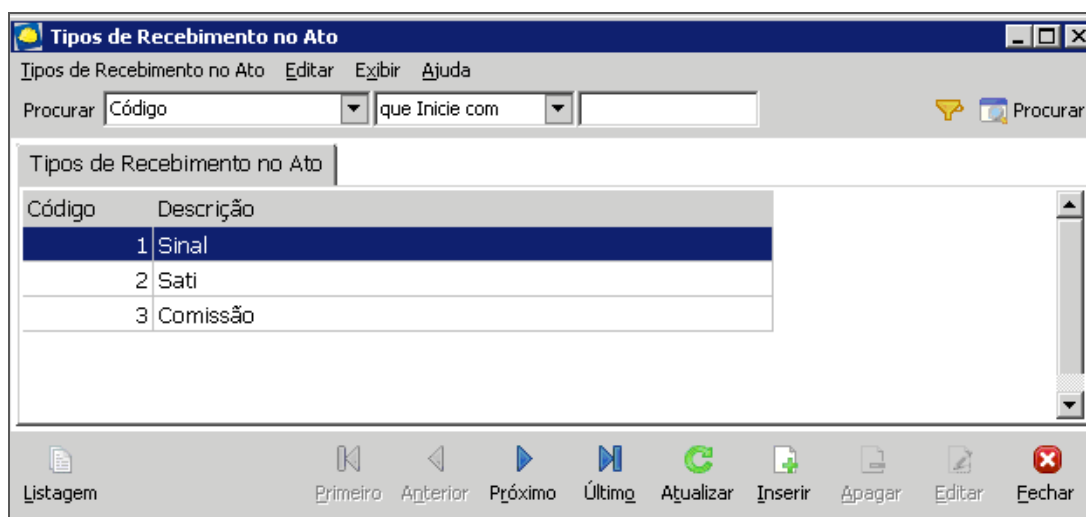 Tipos de Recebimento no Ato
Tipos de Recebimento no Ato Editar Exibir Ajuda
Procurar Código que Inicie com Procurar
Tipos de Recebimento no Ato
Código Descrição
1 Sinal
2 Sati
3 Comissão
Listagem Primeiro Anterior Próximo Último Atualizar Inserir Apagar Editar Fechar